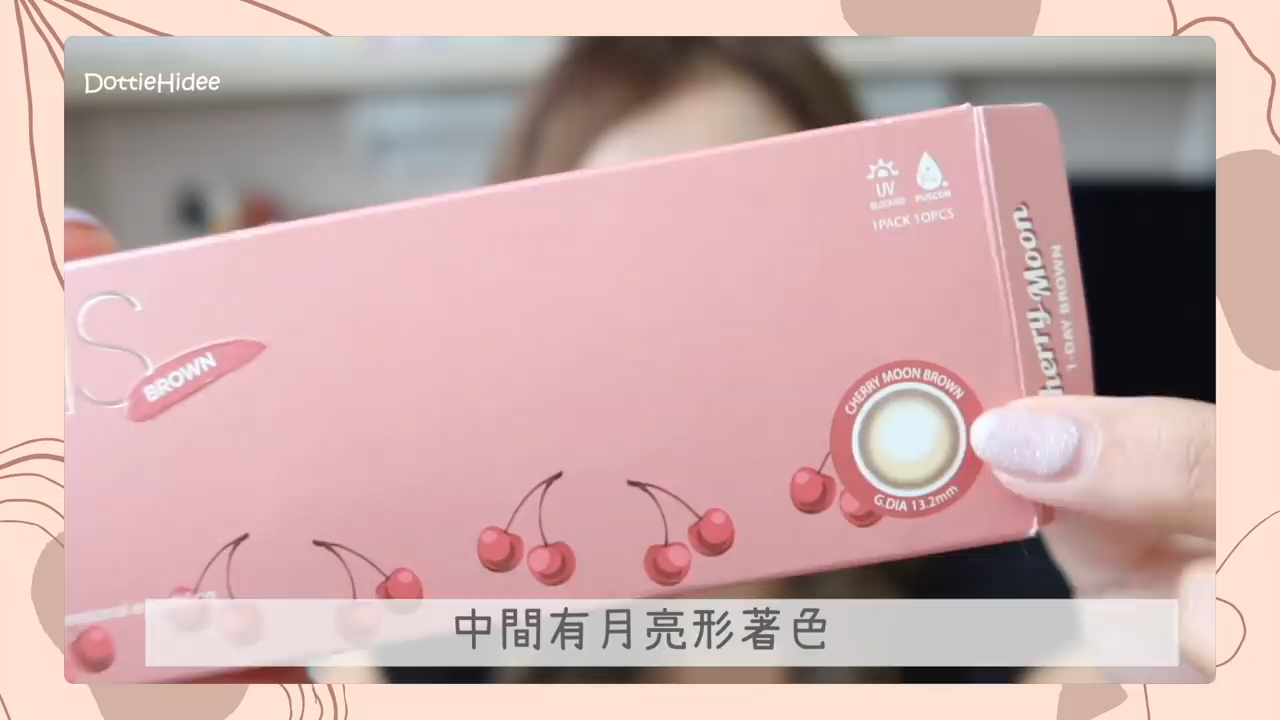 DottieHidee
UV
1PACK 10PCS
S
BROWN
Cherry Moon
1-DAY BROWN
CHERRY MOON BROWN
G.DIA 13.2mm
中間有月亮形著色